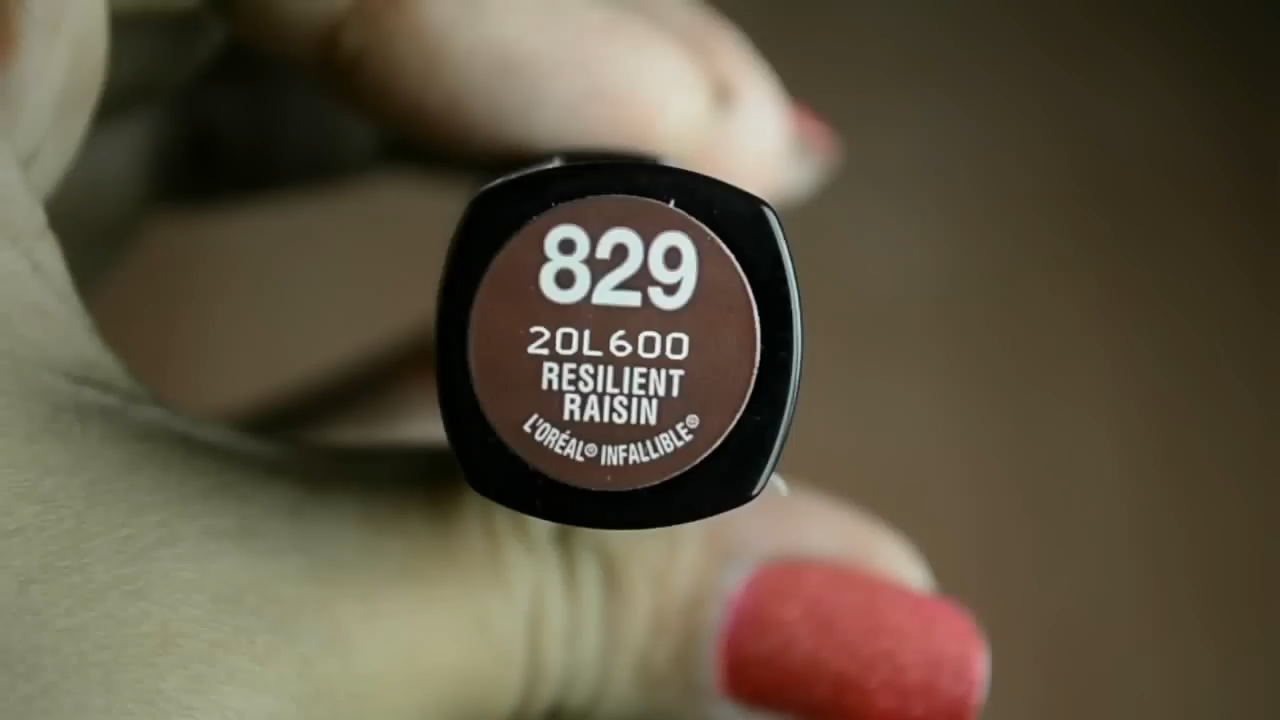 829
20L600
RESILIENT
RAISIN
L'ORÉAL® INFALLIBLE®